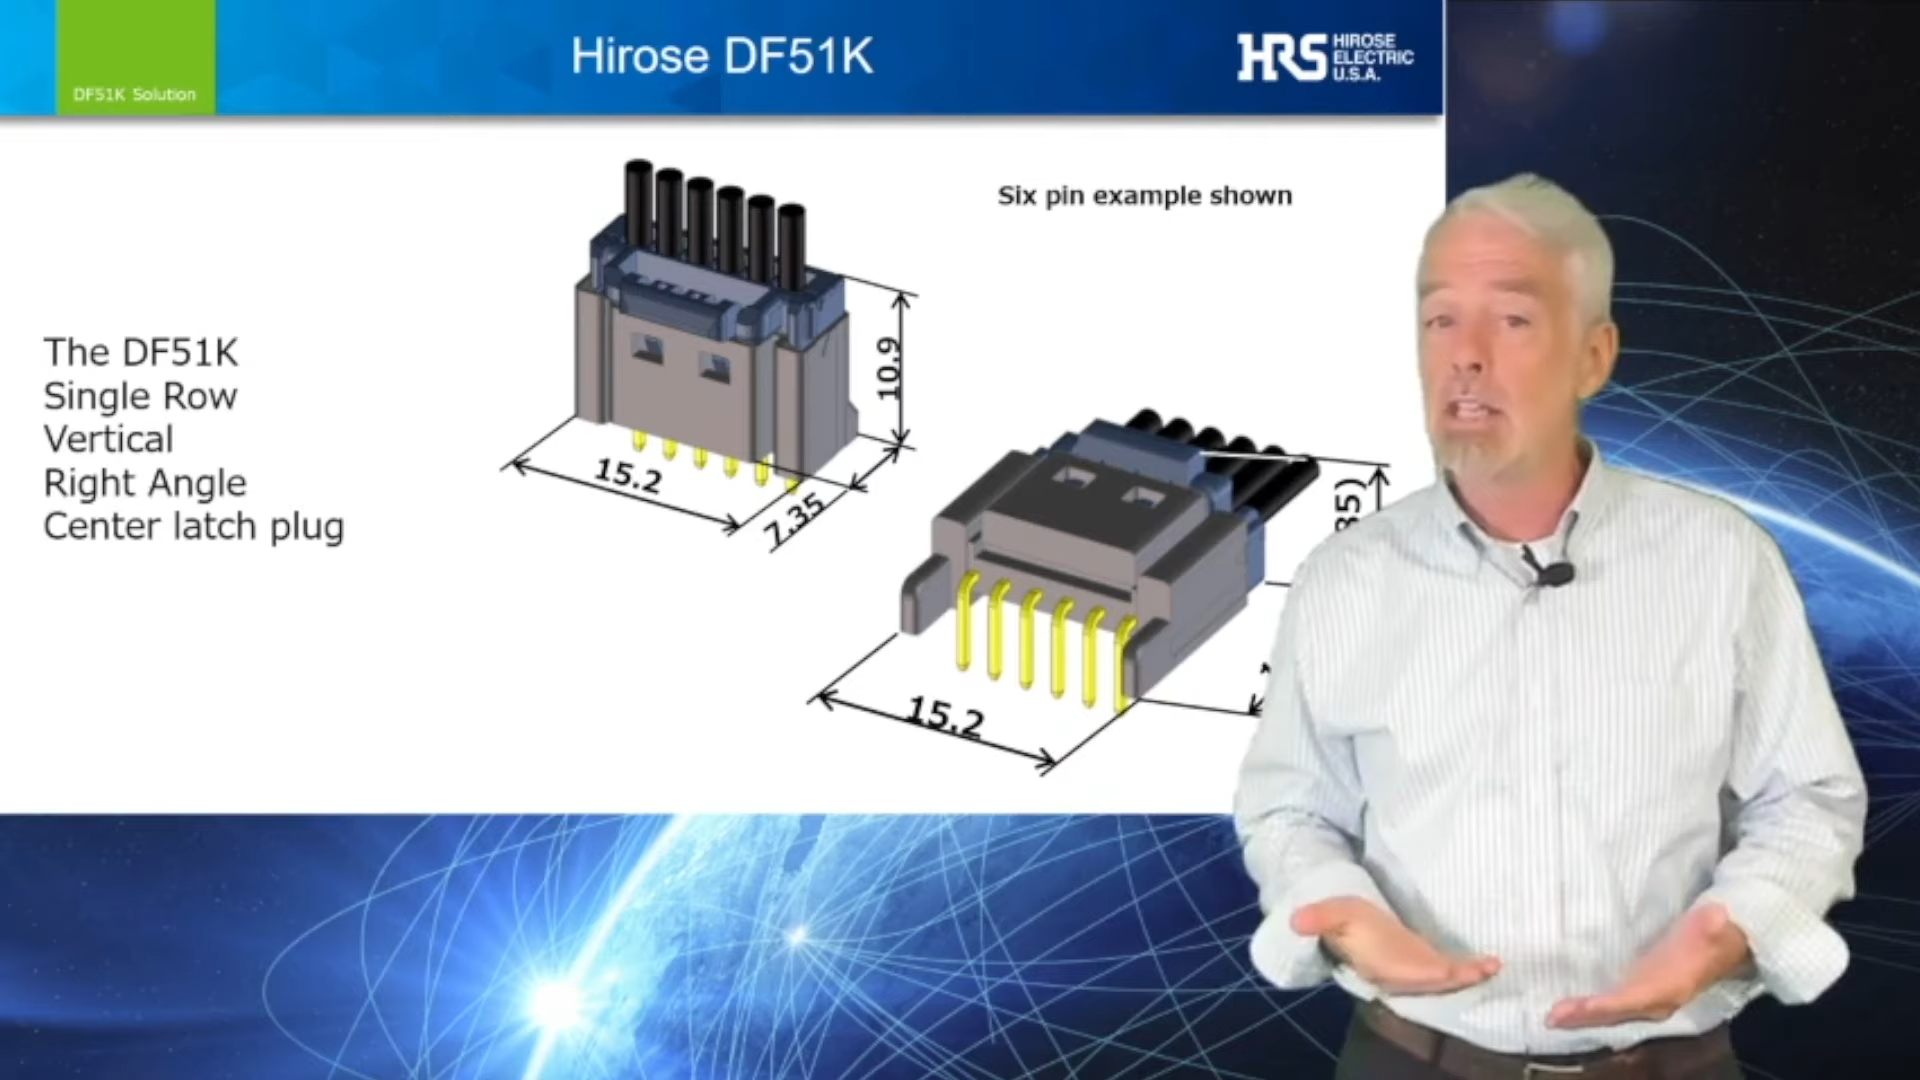 DF51K Solution
Hirose DF51K
HRS HIROSE
ELECTRIC
U.S.A.
Six pin example shown
The DF51K
Single Row
Vertical
Right Angle
Center latch plug
10.9
15.2
7.35
15.2